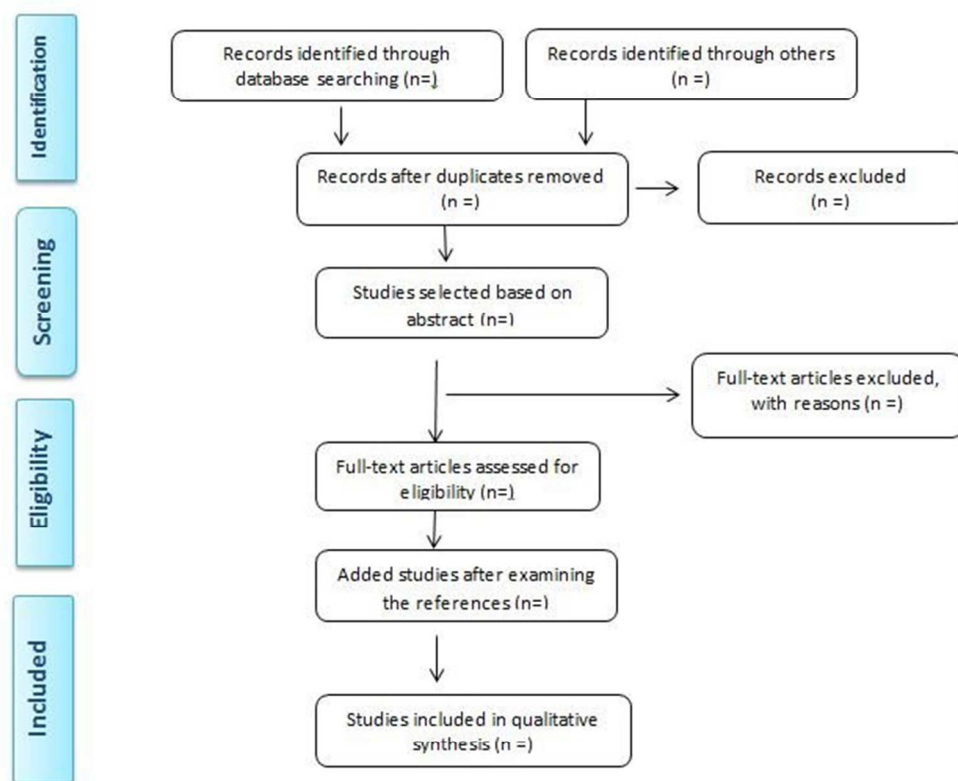 Identification
Records identified through
database searching (n=)
Records identified through others
(n =)
Records after duplicates removed
(n =)
Records excluded
(n =)
Screening
Studies selected based on
abstract (n=)
Full-text articles excluded,
with reasons (n =)
Eligibility
Full-text articles assessed for
eligibility (n=)
Added studies after examining
the references (n=)
Included
Studies included in qualitative
synthesis (n =)